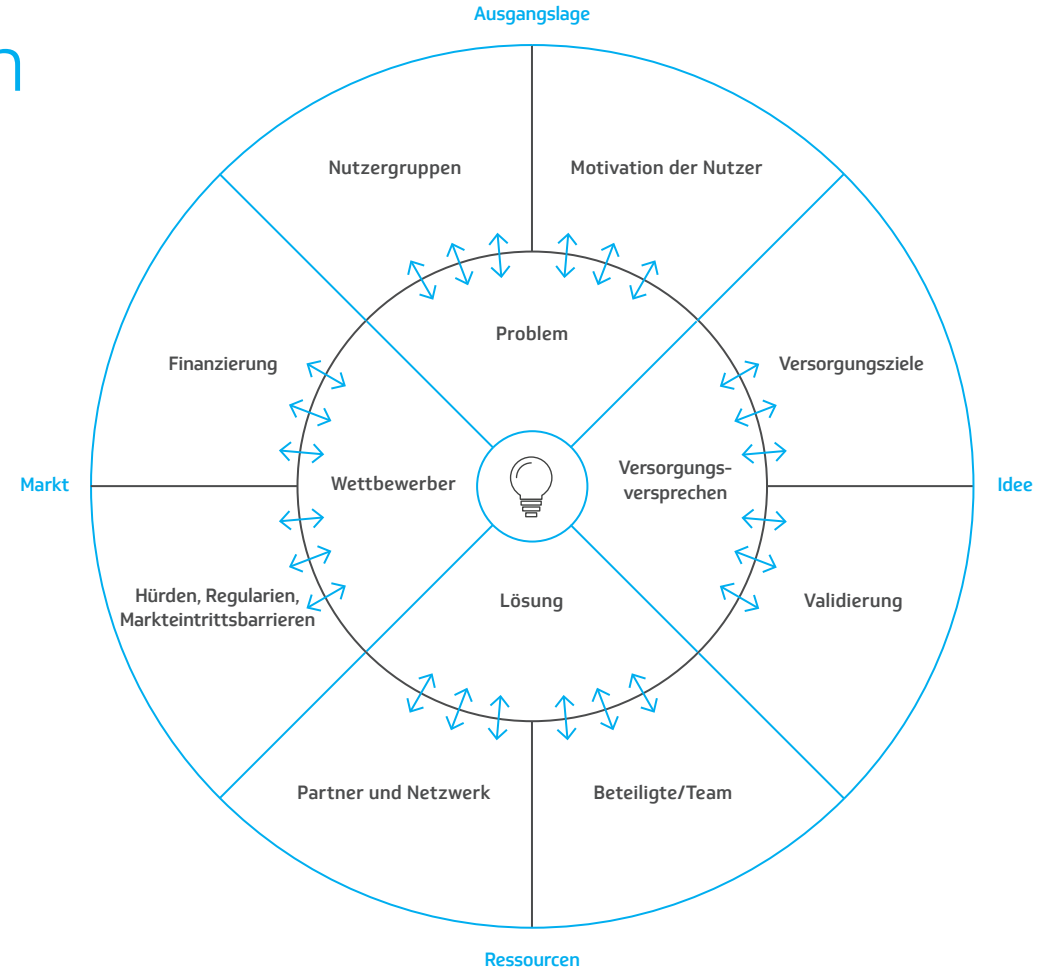 Ausgangslage
n
Nutzergruppen
Motivation der Nutzer
Problem
Finanzierung
Versorgungsziele
Markt
Wettbewerber
Versorgungs-
versprechen
Idee
Hürden, Regularien,
Markteintrittsbarrieren
Lösung
Validierung
Partner und Netzwerk
Beteiligte/Team
Ressourcen